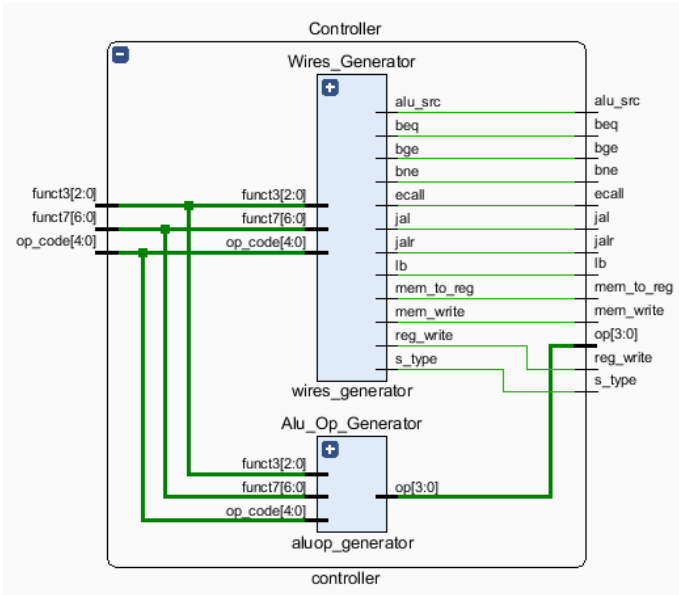 Controller
Wires_Generator
alu_src alu_src
beq beq
bge bge
bne bne
funct3[2:0] funct3[2:0] ecall ecall
funct7[6:0] funct7[6:0] jal jal
op_code[4:0] op_code[4:0] jalr jalr
lb lb
mem_to_reg mem_to_reg
mem_write mem_write
reg_write op[3:0]
s_type reg_write
s_type
wires_generator
Alu_Op_Generator
funct3[2:0]
funct7[6:0] op[3:0]
op_code[4:0]
aluop_generator
controller